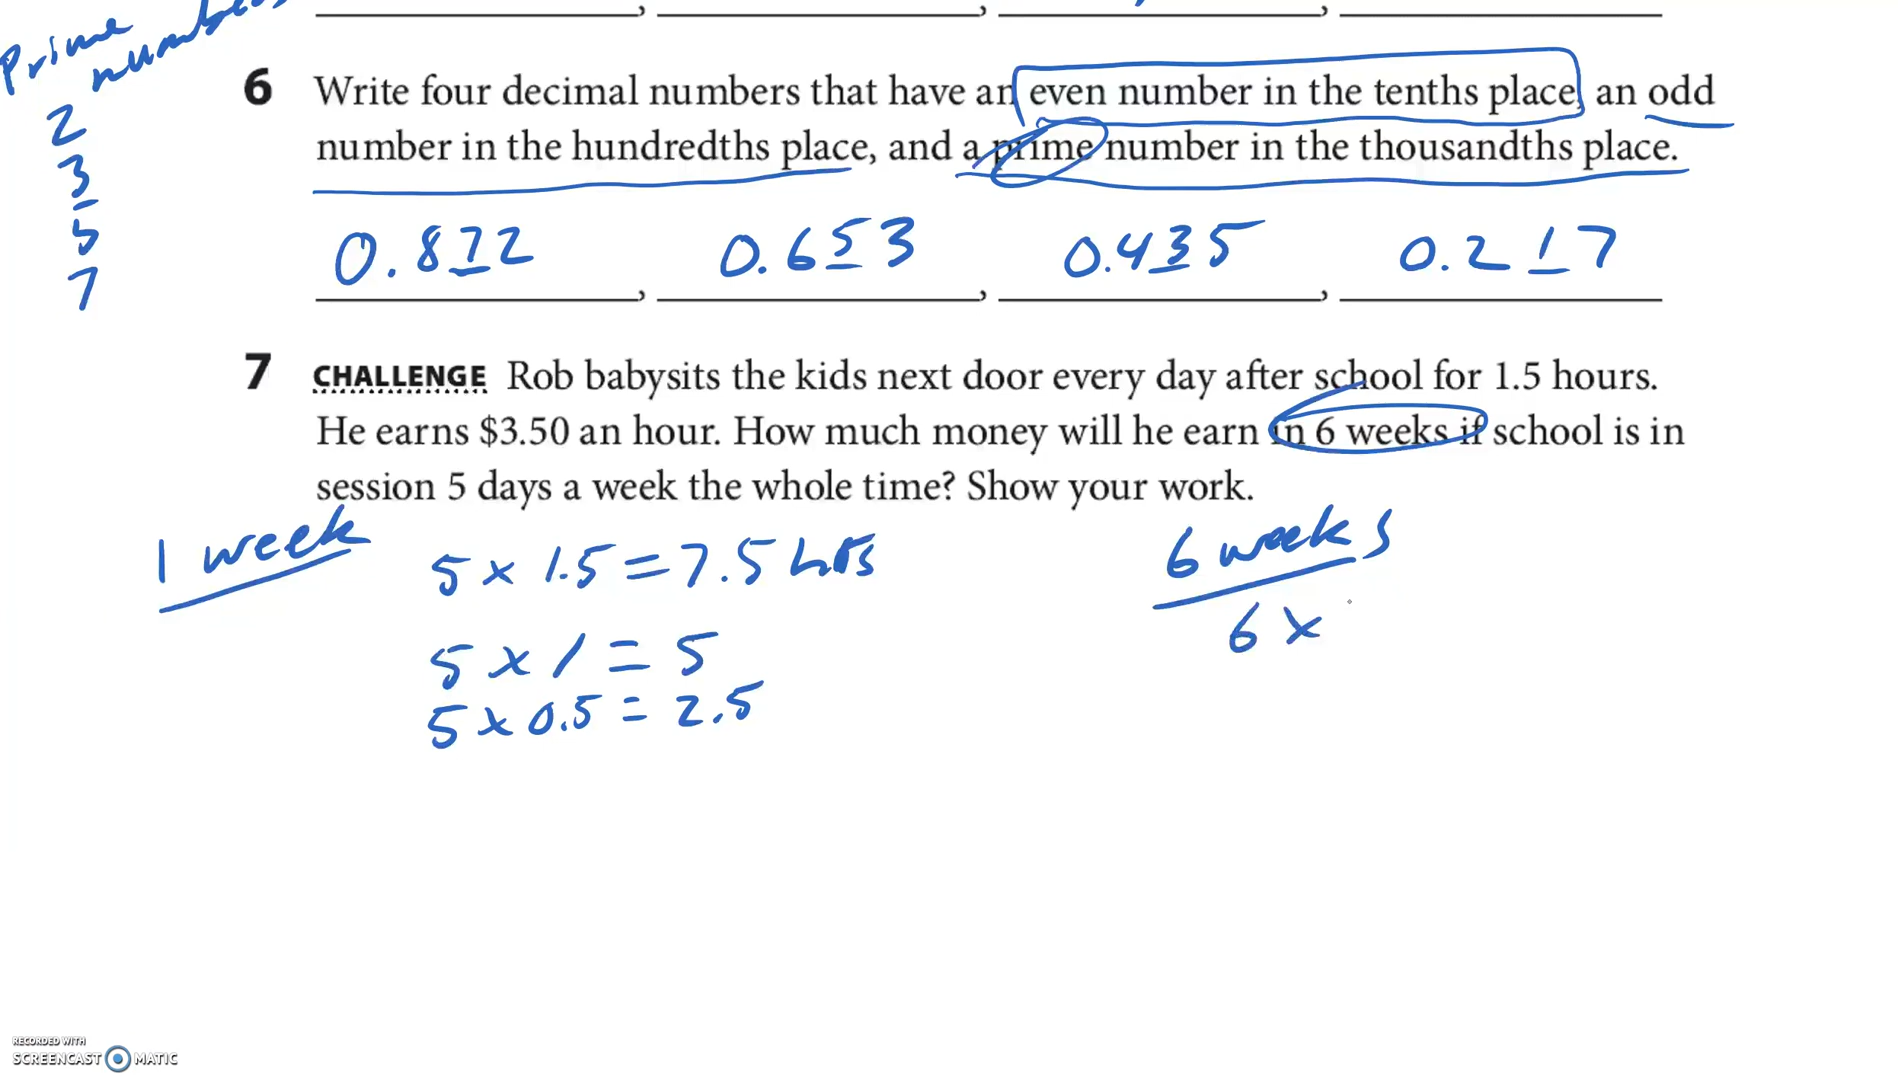 Prime
numbers
2
3
5
7
6 Write four decimal numbers that have an even number in the tenths place, an odd
number in the hundredths place, and a prime number in the thousandths place.
0.872, 0.653, 0.435, 0.217
7 CHALLENGE Rob babysits the kids next door every day after school for 1.5 hours.
He earns $3.50 an hour. How much money will he earn in 6 weeks if school is in
session 5 days a week the whole time? Show your work.
1 week
5 x 1.5 = 7.5 hrs
5 x 1 = 5
5 x 0.5 = 2.5
6 weeks
6 x
RECORDED WITH
SCREENCAST MATIC